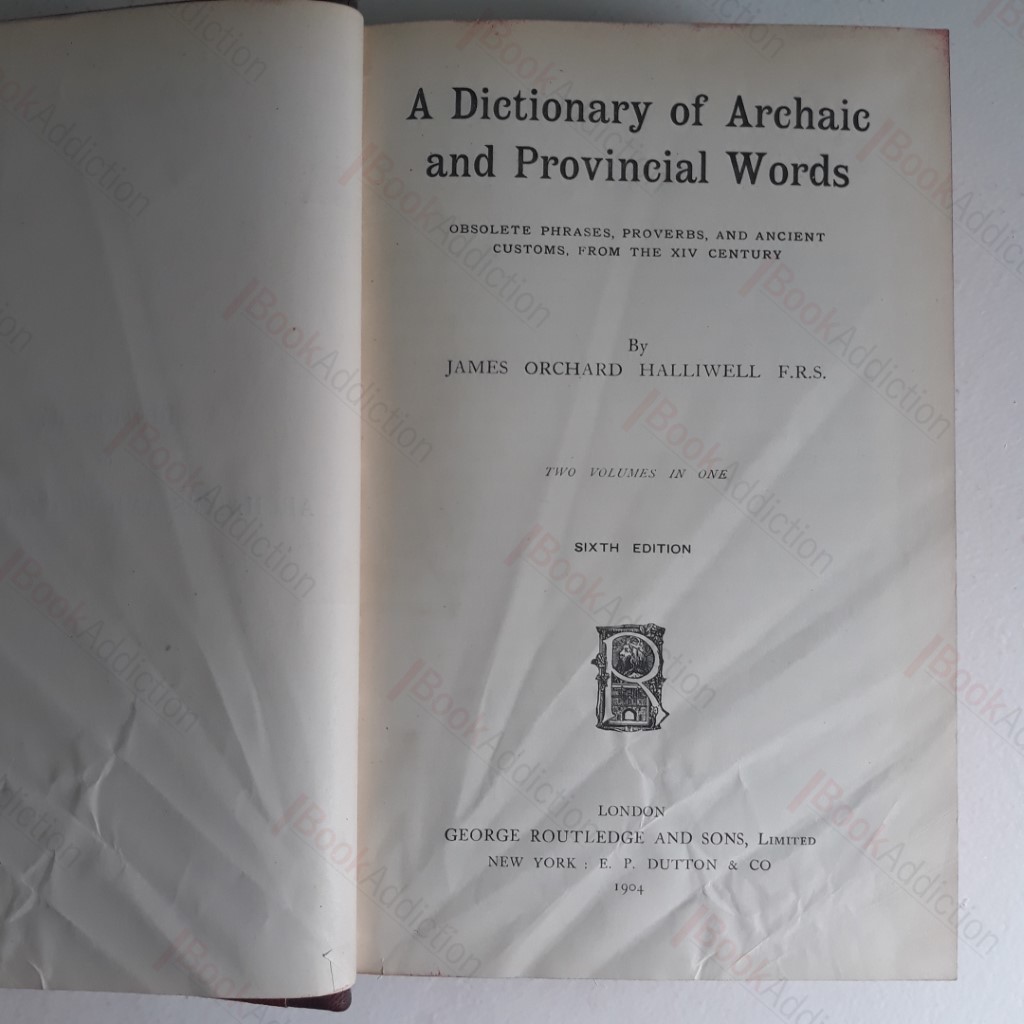 A Dictionary of Archaic
and Provincial Words
OBSOLETE PHRASES, PROVERBS, AND ANCIENT
CUSTOMS, FROM THE XIV CENTURY
By
JAMES ORCHARD HALLIWELL F.R.S.
TWO VOLUMES IN ONE
SIXTH EDITION
R
LONDON
GEORGE ROUTLEDGE AND SONS, LIMITED
NEW YORK : E. P. DUTTON & CO
1904
BookAddiction